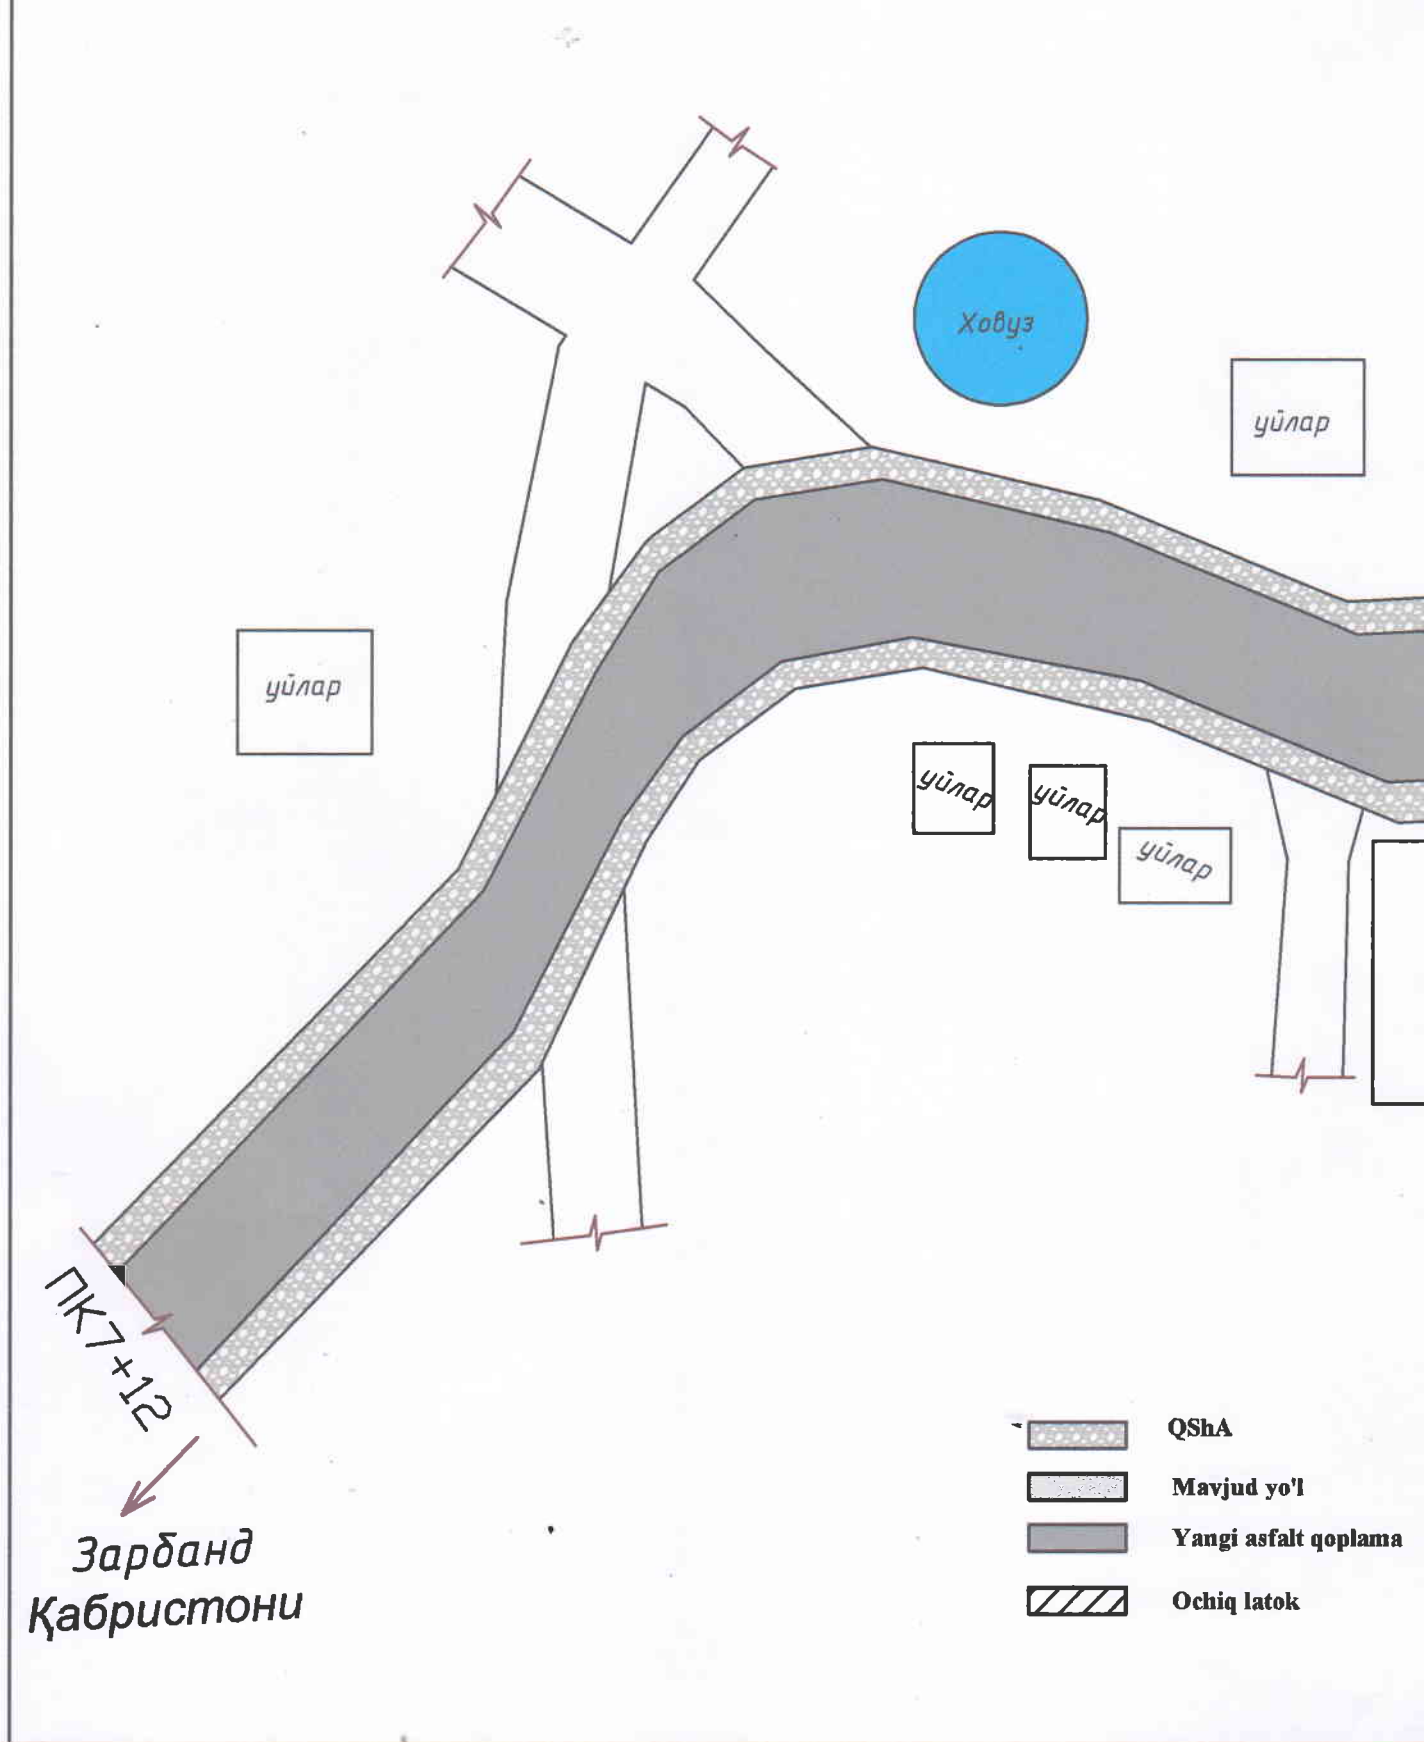 Ховуз
уйлар
уйлар
уйлар
уйлар
уйлар
ПК7+12
Зарбанд
Қабристони
QShA
Mavjud yo'l
Yangi asfalt qoplama
Ochiq latok